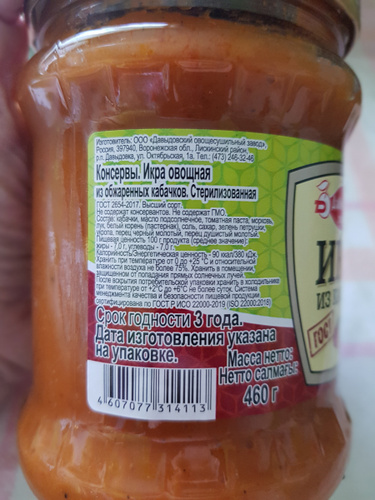 Изготовитель: ООО «Давыдовский овощесушильный завод»,
Россия, 397940, Воронежская обл., Лискинский район,
р.п. Давыдовка, ул. Октябрьская, 1а. Тел.: (473) 246-32-46
Консервы. Икра овощная
из обжаренных кабачков. Стерилизованная
ГОСТ 2654-2017. Высший сорт.
Не содержат консервантов. Не содержат ГМО.
Состав: кабачки, масло подсолнечное, томатная паста, морковь,
лук, белый корень (пастернак), соль, сахар, зелень петрушки,
укропа, перец черный молотый, перец душистый молотый.
Пищевая ценность 100 г продукта (среднее значение):
жиры - 7,0 г, углеводы - 7,0 г.
Калорийность/Энергетическая ценность - 90 ккал/380 кДж.
Хранить при температуре от 0 до +25 °С и относительной
влажности воздуха не более 75%. Хранить в помещении,
защищенном от попадания прямых солнечных лучей.
После вскрытия потребительской упаковки хранить в холодильнике
при температуре от +2°С до +6°С не более суток. Система
менеджмента качества и безопасности пищевой продукции
сертифицирована по ГОСТ Р ИСО 22000-2019 (ISO 22000:2018)
Срок годности 3 года.
Дата изготовления указана
на упаковке.
Масса нетто:
Нетто салмағы:
460 г
4 607077 314113
ИЗ
ГОСТ